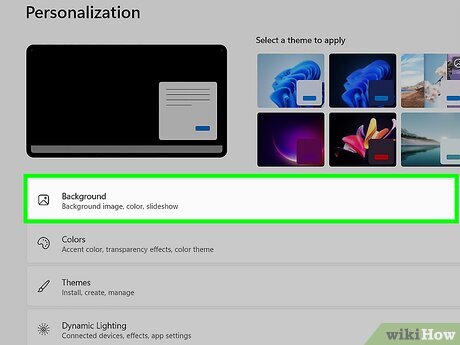 Personalization
Select a theme to apply
Background
Background image, color, slideshow
Colors
Accent color, transparency effects, color theme
Themes
Install, create, manage
Dynamic Lighting
Connected devices, effects, app settings
wikiHow